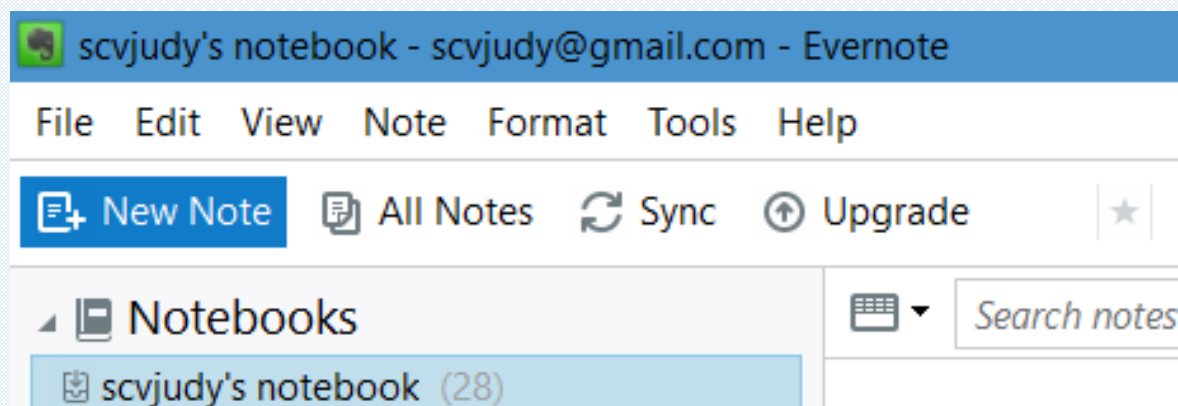 scvjudy's notebook - scvjudy@gmail.com - Evernote
File Edit View Note Format Tools Help
New Note All Notes Sync Upgrade
Notebooks Search notes
scvjudy's notebook (28)